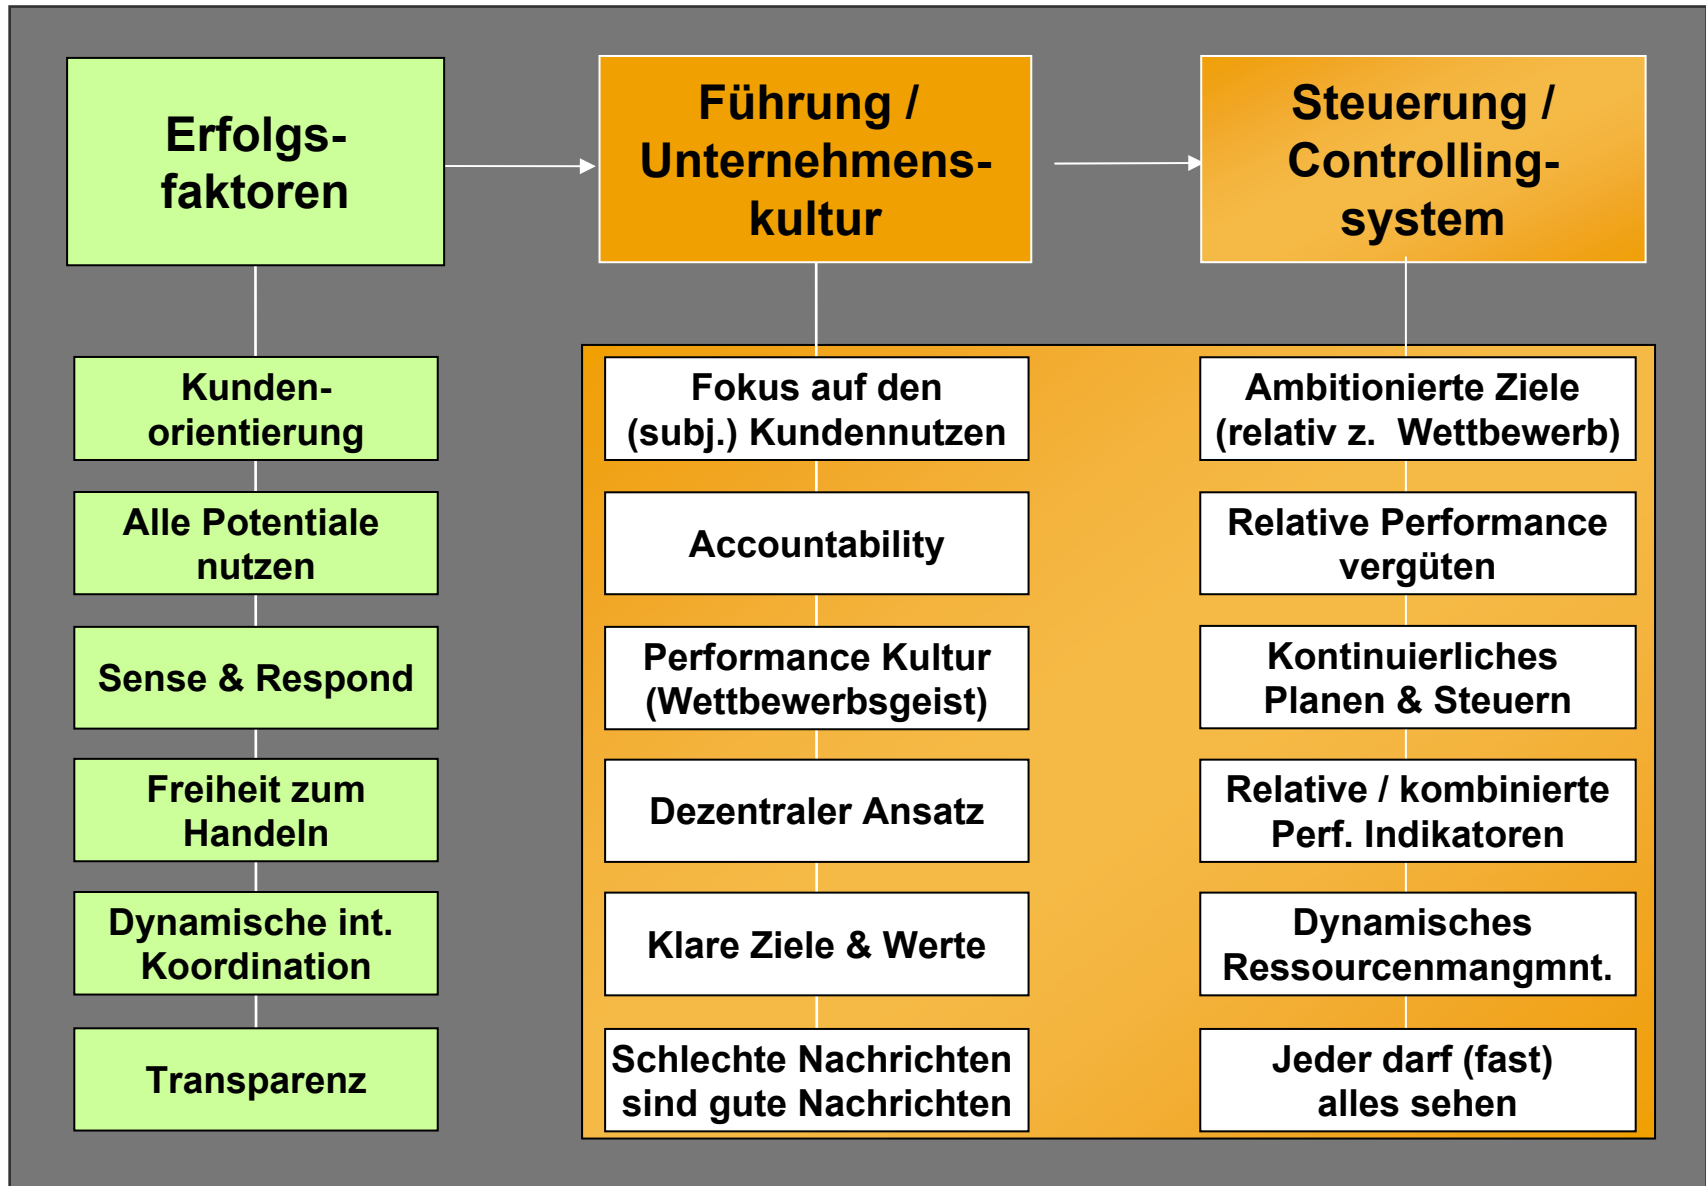 Erfolgs-
faktoren
Führung /
Unternehmens-
kultur
Steuerung /
Controlling-
system
Kunden-
orientierung
Fokus auf den
(subj.) Kundennutzen
Ambitionierte Ziele
(relativ z. Wettbewerb)
Alle Potentiale
nutzen
Accountability
Relative Performance
vergüten
Sense & Respond
Performance Kultur
(Wettbewerbsgeist)
Kontinuierliches
Planen & Steuern
Freiheit zum
Handeln
Dezentraler Ansatz
Relative / kombinierte
Perf. Indikatoren
Dynamische int.
Koordination
Klare Ziele & Werte
Dynamisches
Ressourcenmangmnt.
Transparenz
Schlechte Nachrichten
sind gute Nachrichten
Jeder darf (fast)
alles sehen